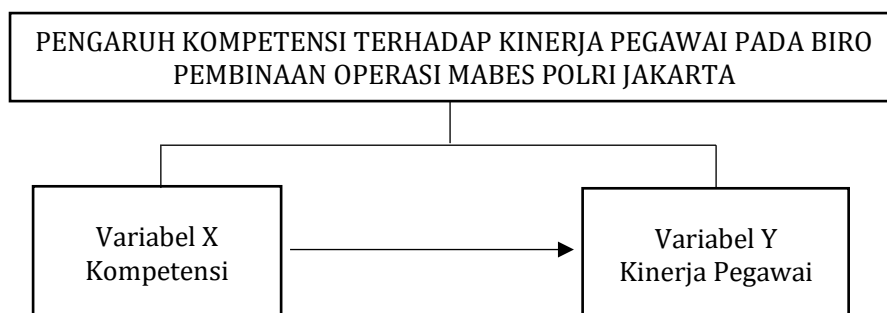 PENGARUH KOMPETENSI TERHADAP KINERJA PEGAWAI PADA BIRO
PEMBINAAN OPERASI MABES POLRI JAKARTA
Variabel X
Kompetensi
Variabel Y
Kinerja Pegawai